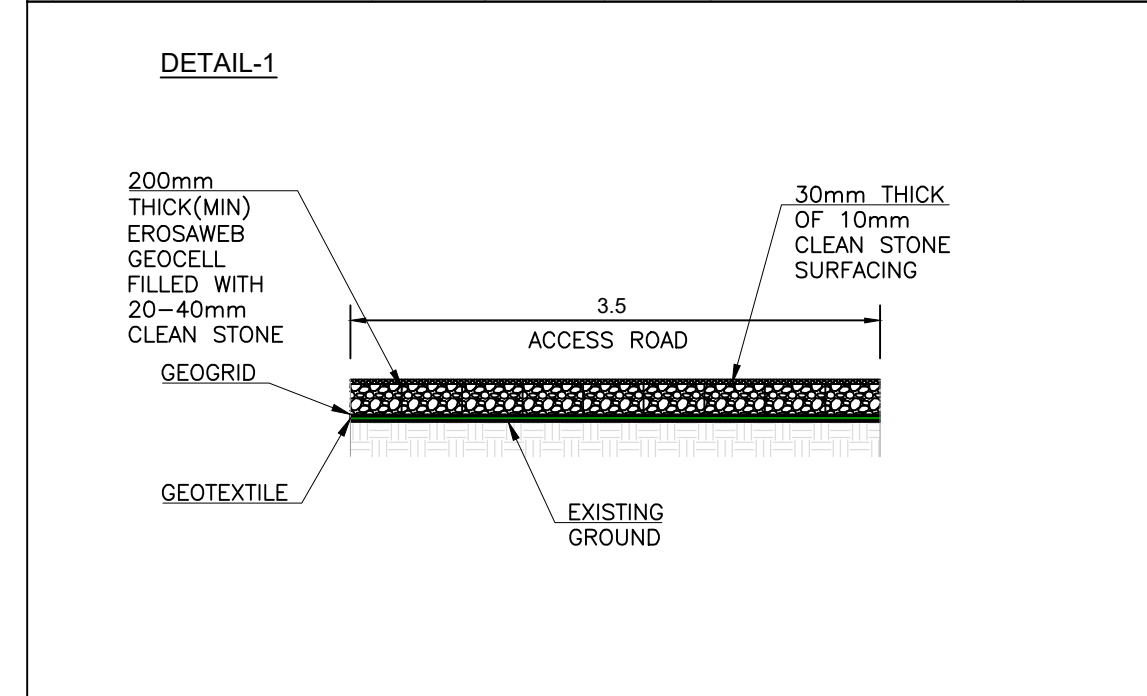 DETAIL-1
200mm
THICK(MIN)
EROSAWEB
GEOCELL
FILLED WITH
20-40mm
CLEAN STONE
30mm THICK
OF 10mm
CLEAN STONE
SURFACING
3.5
ACCESS ROAD
GEOGRID
GEOTEXTILE
EXISTING
GROUND